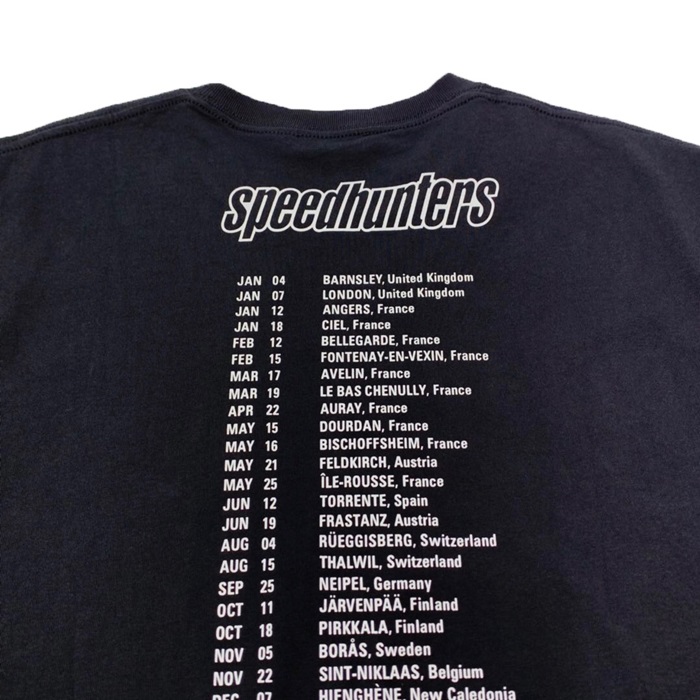 speedhunters
JAN 04 BARNSLEY, United Kingdom
JAN 07 LONDON, United Kingdom
JAN 12 ANGERS, France
JAN 18 CIEL, France
FEB 12 BELLEGARDE, France
FEB 15 FONTENAY-EN-VEXIN, France
MAR 17 AVELIN, France
MAR 19 LE BAS CHENULLY, France
APR 22 AURAY, France
MAY 15 DOURDAN, France
MAY 16 BISCHOFFSHEIM, France
MAY 21 FELDKIRCH, Austria
MAY 25 ÎLE-ROUSSE, France
JUN 12 TORRENTE, Spain
JUN 19 FRASTANZ, Austria
AUG 04 RÜEGGISBERG, Switzerland
AUG 15 THALWIL, Switzerland
SEP 25 NEIPEL, Germany
OCT 11 JÄRVENPÄÄ, Finland
OCT 18 PIRKKALA, Finland
NOV 05 BORÅS, Sweden
NOV 22 SINT-NIKLAAS, Belgium
DEC 07 HIENGHÈNE, New Caledonia